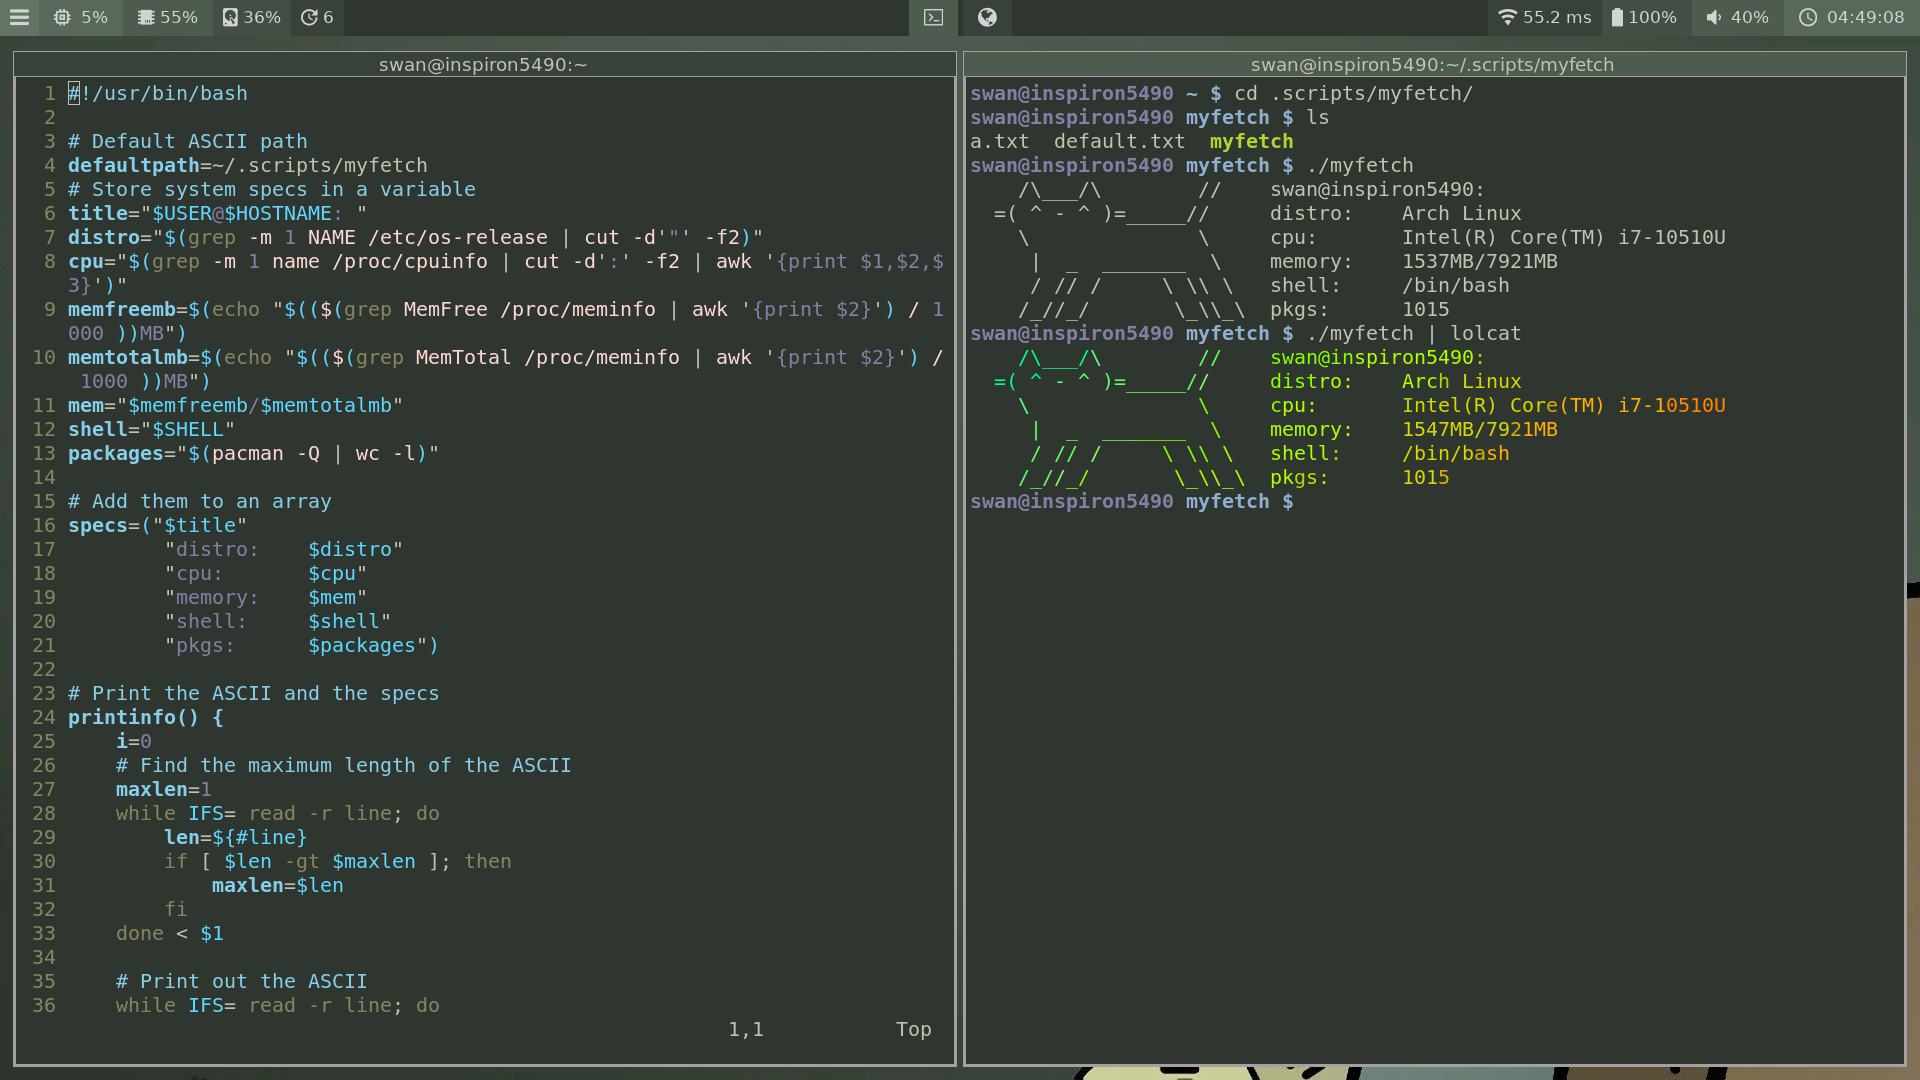 5% 55% 36% 6 55.2 ms 100% 40% 04:49:08
swan@inspiron5490:~
1 #!/usr/bin/bash
2
3 # Default ASCII path
4 defaultpath=~/.scripts/myfetch
5 # Store system specs in a variable
6 title="$USER@$HOSTNAME: "
7 distro="$(grep -m 1 NAME /etc/os-release | cut -d'"' -f2)"
8 cpu="$(grep -m 1 name /proc/cpuinfo | cut -d':' -f2 | awk '{print $1,$2,$
3}')"
9 memfreemb=$(echo "$(($(grep MemFree /proc/meminfo | awk '{print $2}') / 1
000 ))MB")
10 memtotalmb=$(echo "$(($(grep MemTotal /proc/meminfo | awk '{print $2}') /
1000 ))MB")
11 mem="$memfreemb/$memtotalmb"
12 shell="$SHELL"
13 packages="$(pacman -Q | wc -l)"
14
15 # Add them to an array
16 specs=("$title"
17         "distro:    $distro"
18         "cpu:       $cpu"
19         "memory:    $mem"
20         "shell:     $shell"
21         "pkgs:      $packages")
22
23 # Print the ASCII and the specs
24 printinfo() {
25     i=0
26     # Find the maximum length of the ASCII
27     maxlen=1
28     while IFS= read -r line; do
29         len=${#line}
30         if [ $len -gt $maxlen ]; then
31             maxlen=$len
32         fi
33     done < $1
34
35     # Print out the ASCII
36     while IFS= read -r line; do
1,1 Top
swan@inspiron5490:~/.scripts/myfetch
swan@inspiron5490 ~ $ cd .scripts/myfetch/
swan@inspiron5490 myfetch $ ls
a.txt  default.txt  myfetch
swan@inspiron5490 myfetch $ ./myfetch
    /\___/\        //    swan@inspiron5490:
  =( ^ - ^ )=_____//     distro:    Arch Linux
    \              \     cpu:       Intel(R) Core(TM) i7-10510U
     |  _  _______  \    memory:    1537MB/7921MB
     / // /     \ \\ \   shell:     /bin/bash
    /_//_/       \_\\_\  pkgs:      1015
swan@inspiron5490 myfetch $ ./myfetch | lolcat
    /\___/\        //    swan@inspiron5490:
  =( ^ - ^ )=_____//     distro:    Arch Linux
    \              \     cpu:       Intel(R) Core(TM) i7-10510U
     |  _  _______  \    memory:    1547MB/7921MB
     / // /     \ \\ \   shell:     /bin/bash
    /_//_/       \_\\_\  pkgs:      1015
swan@inspiron5490 myfetch $